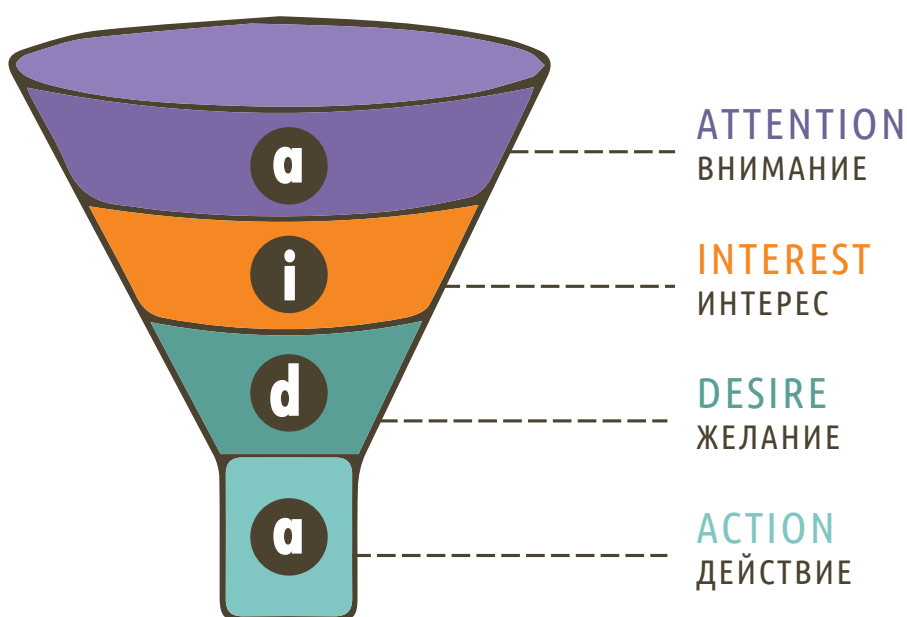 a
ATTENTION
ВНИМАНИЕ
i
INTEREST
ИНТЕРЕС
d
DESIRE
ЖЕЛАНИЕ
a
ACTION
ДЕЙСТВИЕ